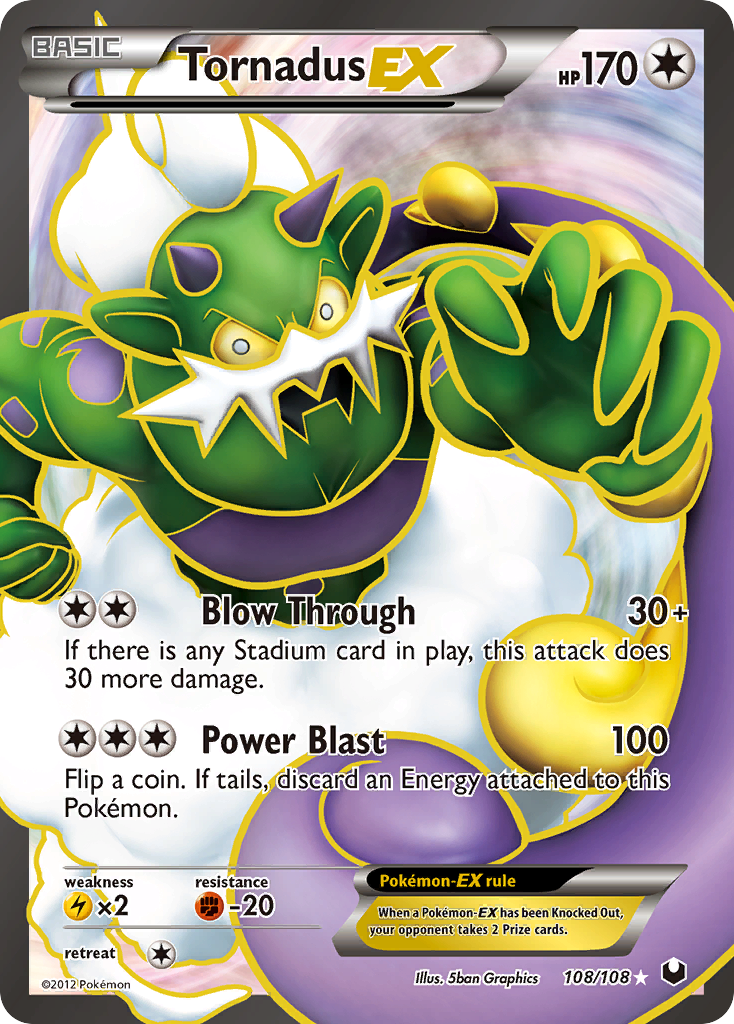 BASIC
Tornadus EX HP170
Blow Through 30+
If there is any Stadium card in play, this attack does
30 more damage.
Power Blast 100
Flip a coin. If tails, discard an Energy attached to this
Pokémon.
weakness resistance
×2 -20
retreat
Pokémon-EX rule
When a Pokémon-EX has been Knocked Out,
your opponent takes 2 Prize cards.
©2012 Pokémon Illus. 5ban Graphics 108/108